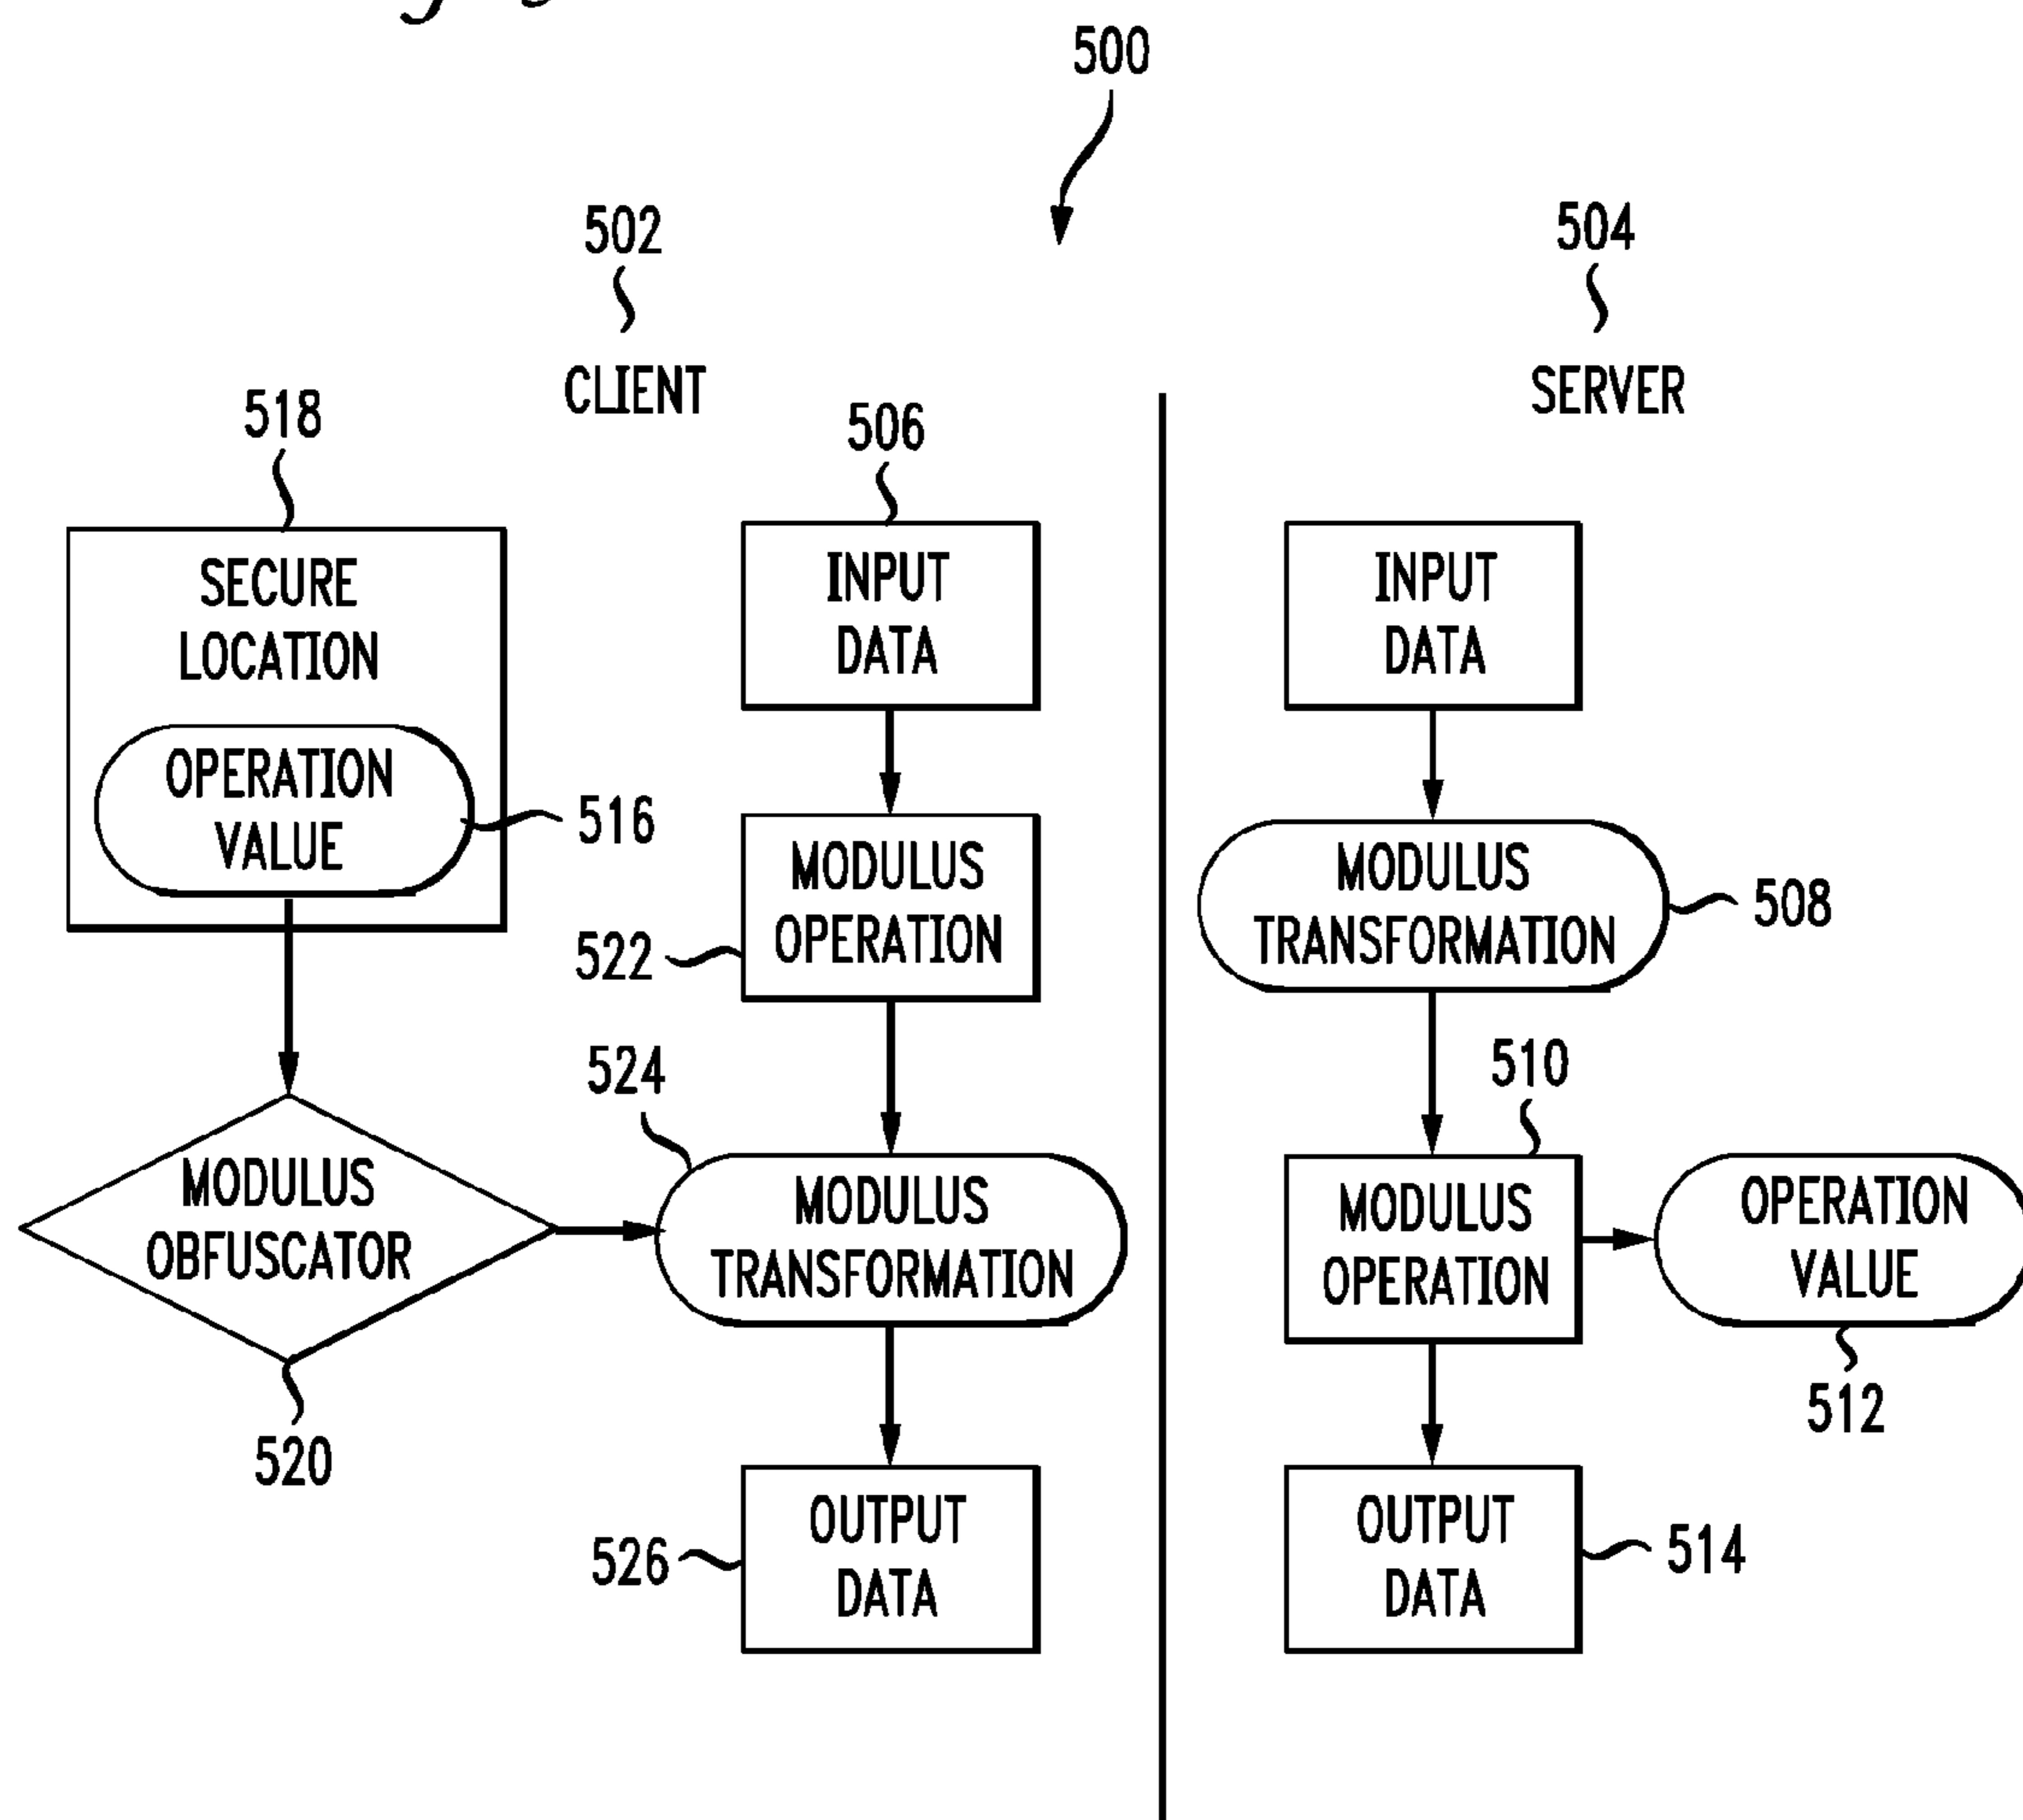 500
502
504
CLIENT
SERVER
518
506
SECURE
LOCATION
INPUT
DATA
INPUT
DATA
OPERATION
VALUE
516
MODULUS
OPERATION
522
MODULUS
TRANSFORMATION
508
524
510
MODULUS
OBFUSCATOR
MODULUS
TRANSFORMATION
MODULUS
OPERATION
OPERATION
VALUE
512
520
OUTPUT
DATA
526
OUTPUT
DATA
514